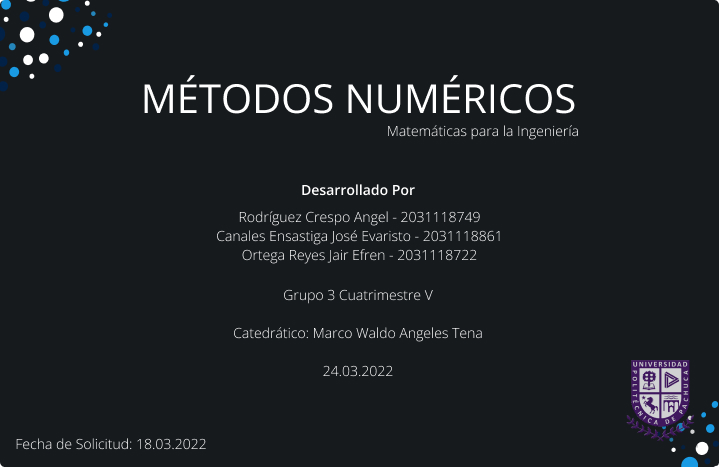 MÉTODOS NUMÉRICOS
Matemáticas para la Ingeniería
Desarrollado Por
Rodríguez Crespo Angel - 2031118749
Canales Ensastiga José Evaristo - 2031118861
Ortega Reyes Jair Efren - 2031118722
Grupo 3 Cuatrimestre V
Catedrático: Marco Waldo Angeles Tena
24.03.2022
UNIVERSIDAD
POLITÉCNICA DE PACHUCA
Fecha de Solicitud: 18.03.2022